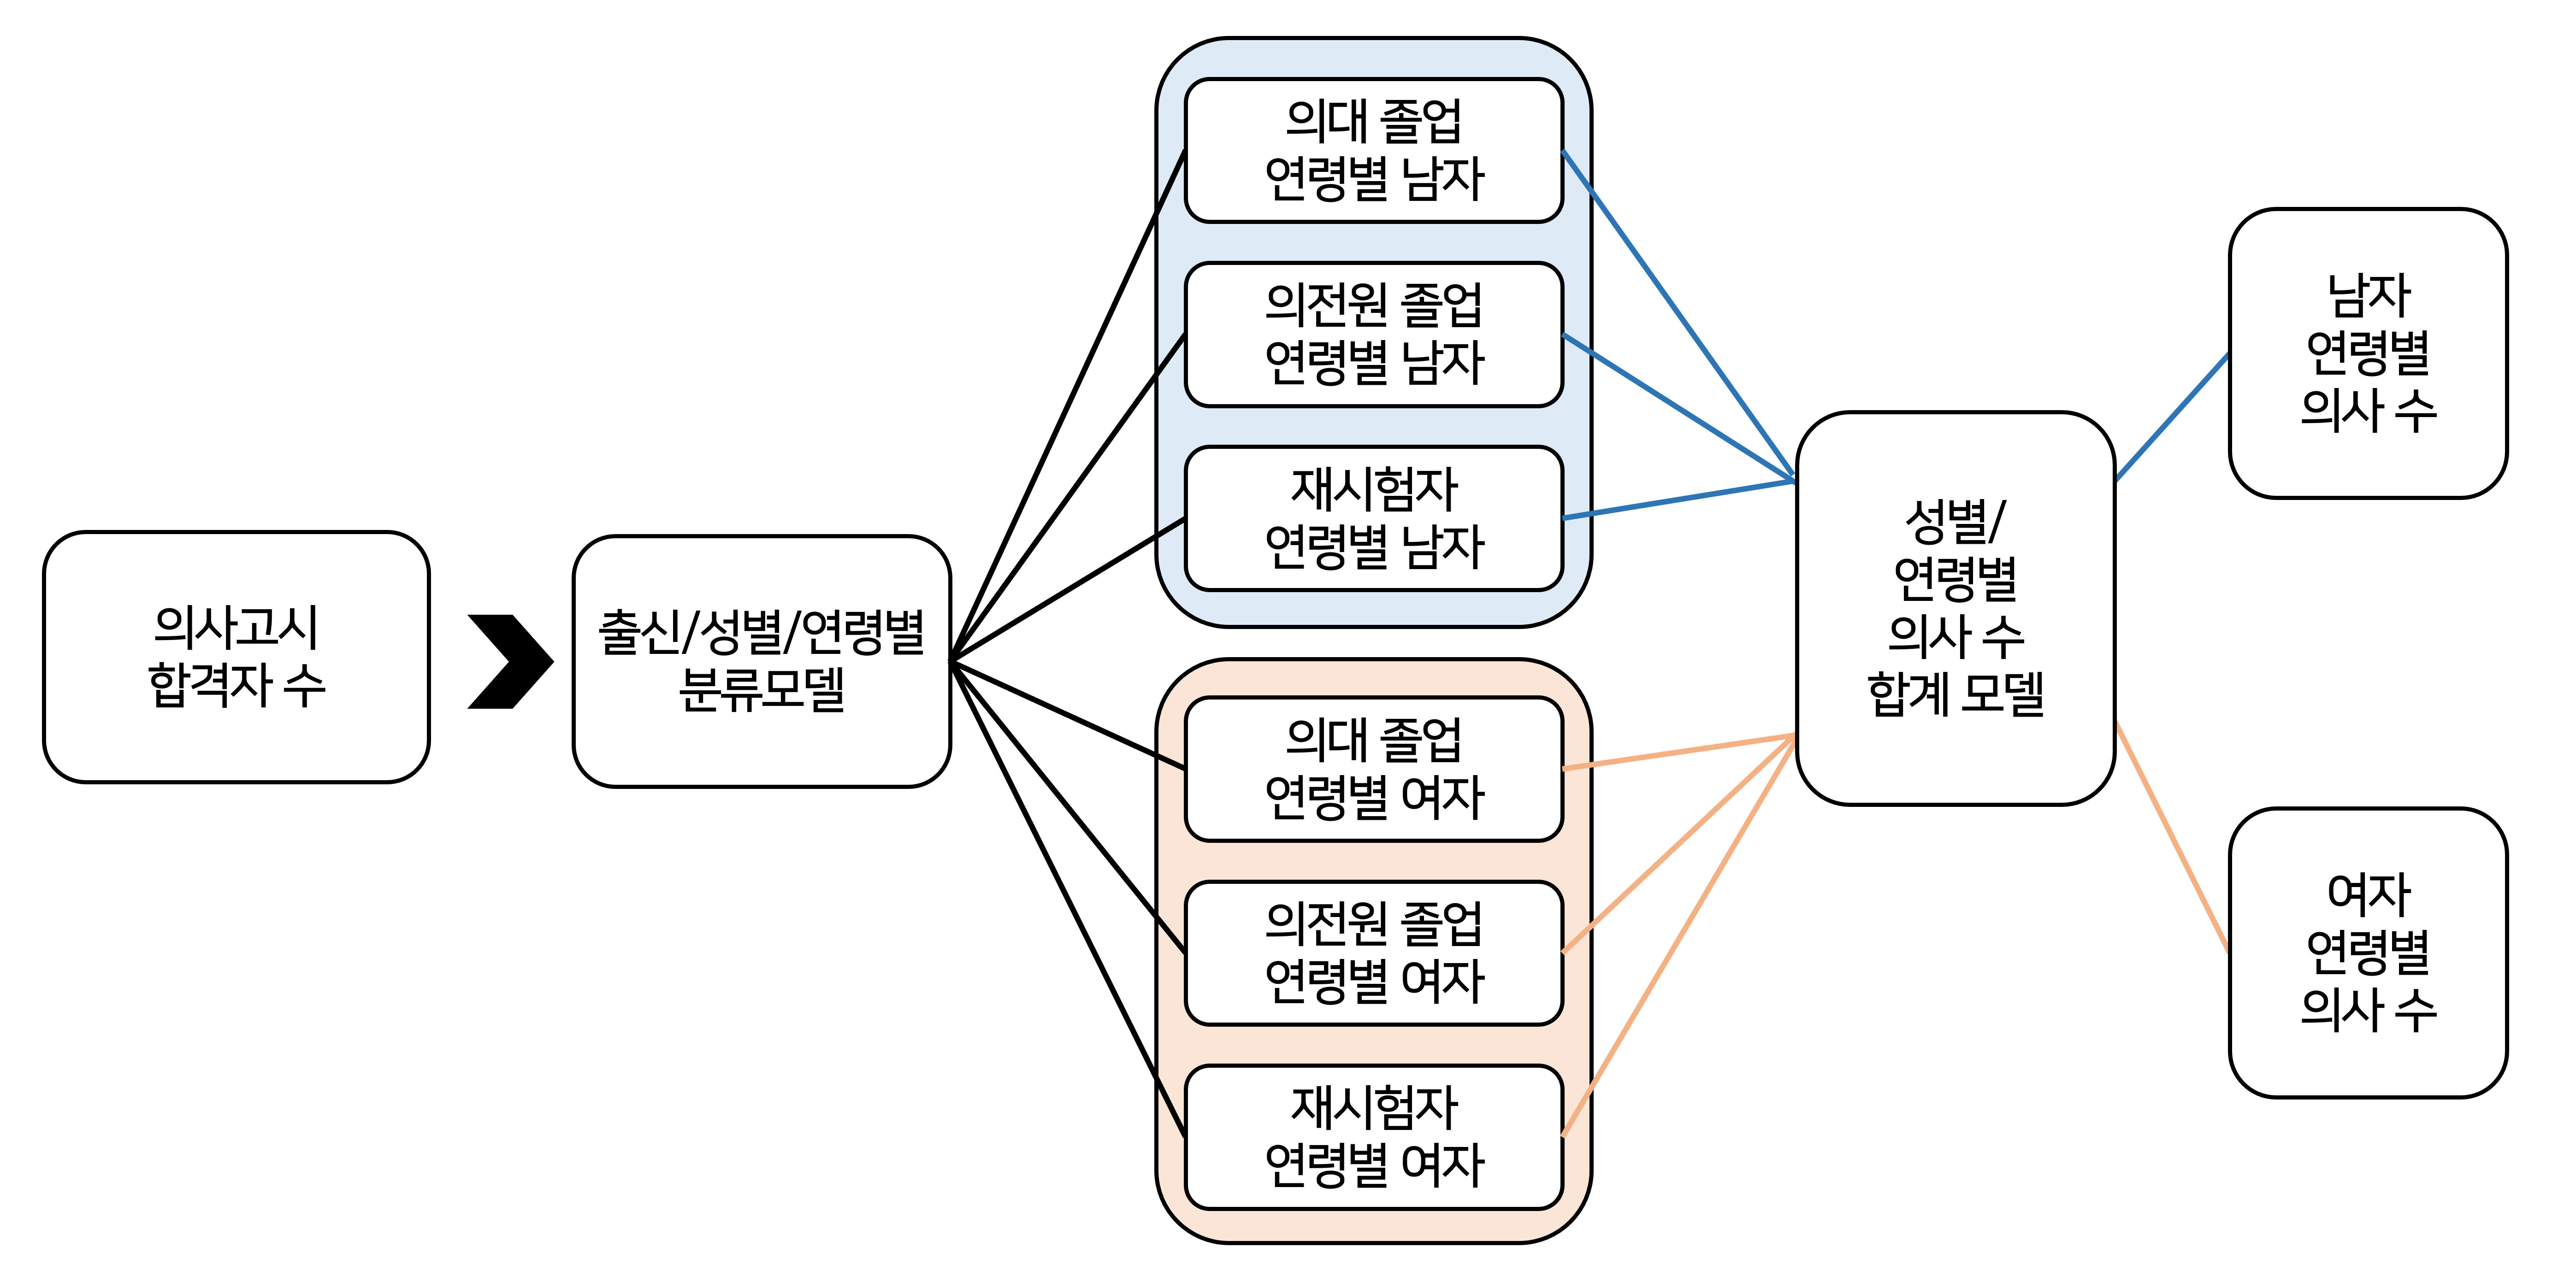 의사고시
합격자 수
출신/성별/연령별
분류모델
의대 졸업
연령별 남자
의전원 졸업
연령별 남자
재시험자
연령별 남자
의대 졸업
연령별 여자
의전원 졸업
연령별 여자
재시험자
연령별 여자
성별/
연령별
의사 수
합계 모델
남자
연령별
의사 수
여자
연령별
의사 수